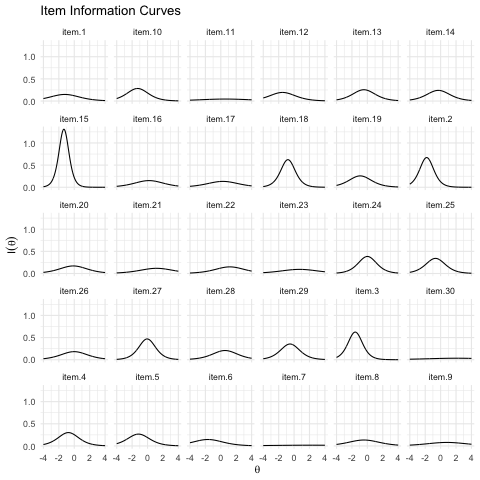 Item Information Curves
item.1 item.10 item.11 item.12 item.13 item.14
1.0
0.5
0.0
item.15 item.16 item.17 item.18 item.19 item.2
1.0
0.5
0.0
item.20 item.21 item.22 item.23 item.24 item.25
1.0
0.5
0.0
I(θ)
item.26 item.27 item.28 item.29 item.3 item.30
1.0
0.5
0.0
item.4 item.5 item.6 item.7 item.8 item.9
1.0
0.5
0.0
-4 -2 0 2 4 -4 -2 0 2 4 -4 -2 0 2 4 -4 -2 0 2 4 -4 -2 0 2 4 -4 -2 0 2 4
θ